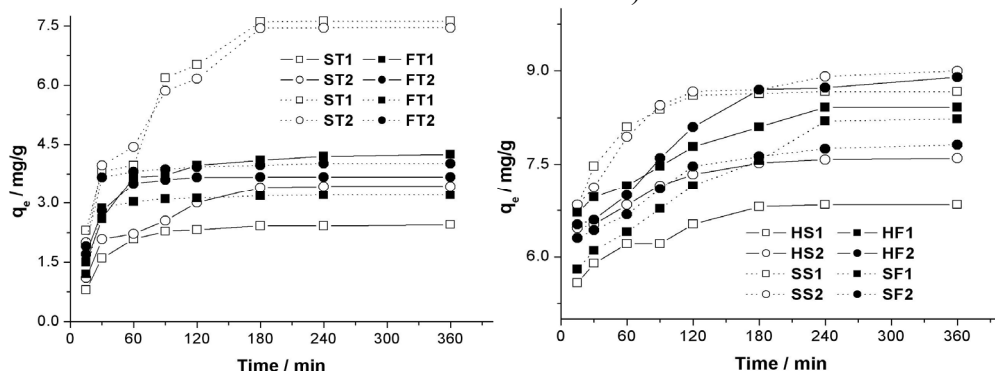 )
7.5
6.0
4.5
3.0
1.5
0.0
qe / mg/g
ST1 FT1
ST2 FT2
ST1 FT1
ST2 FT2
0 60 120 180 240 300 360
Time / min
9.0
7.5
6.0
qe / mg/g
HS1 HF1
HS2 HF2
SS1 SF1
SS2 SF2
0 60 120 180 240 300 360
Time / min